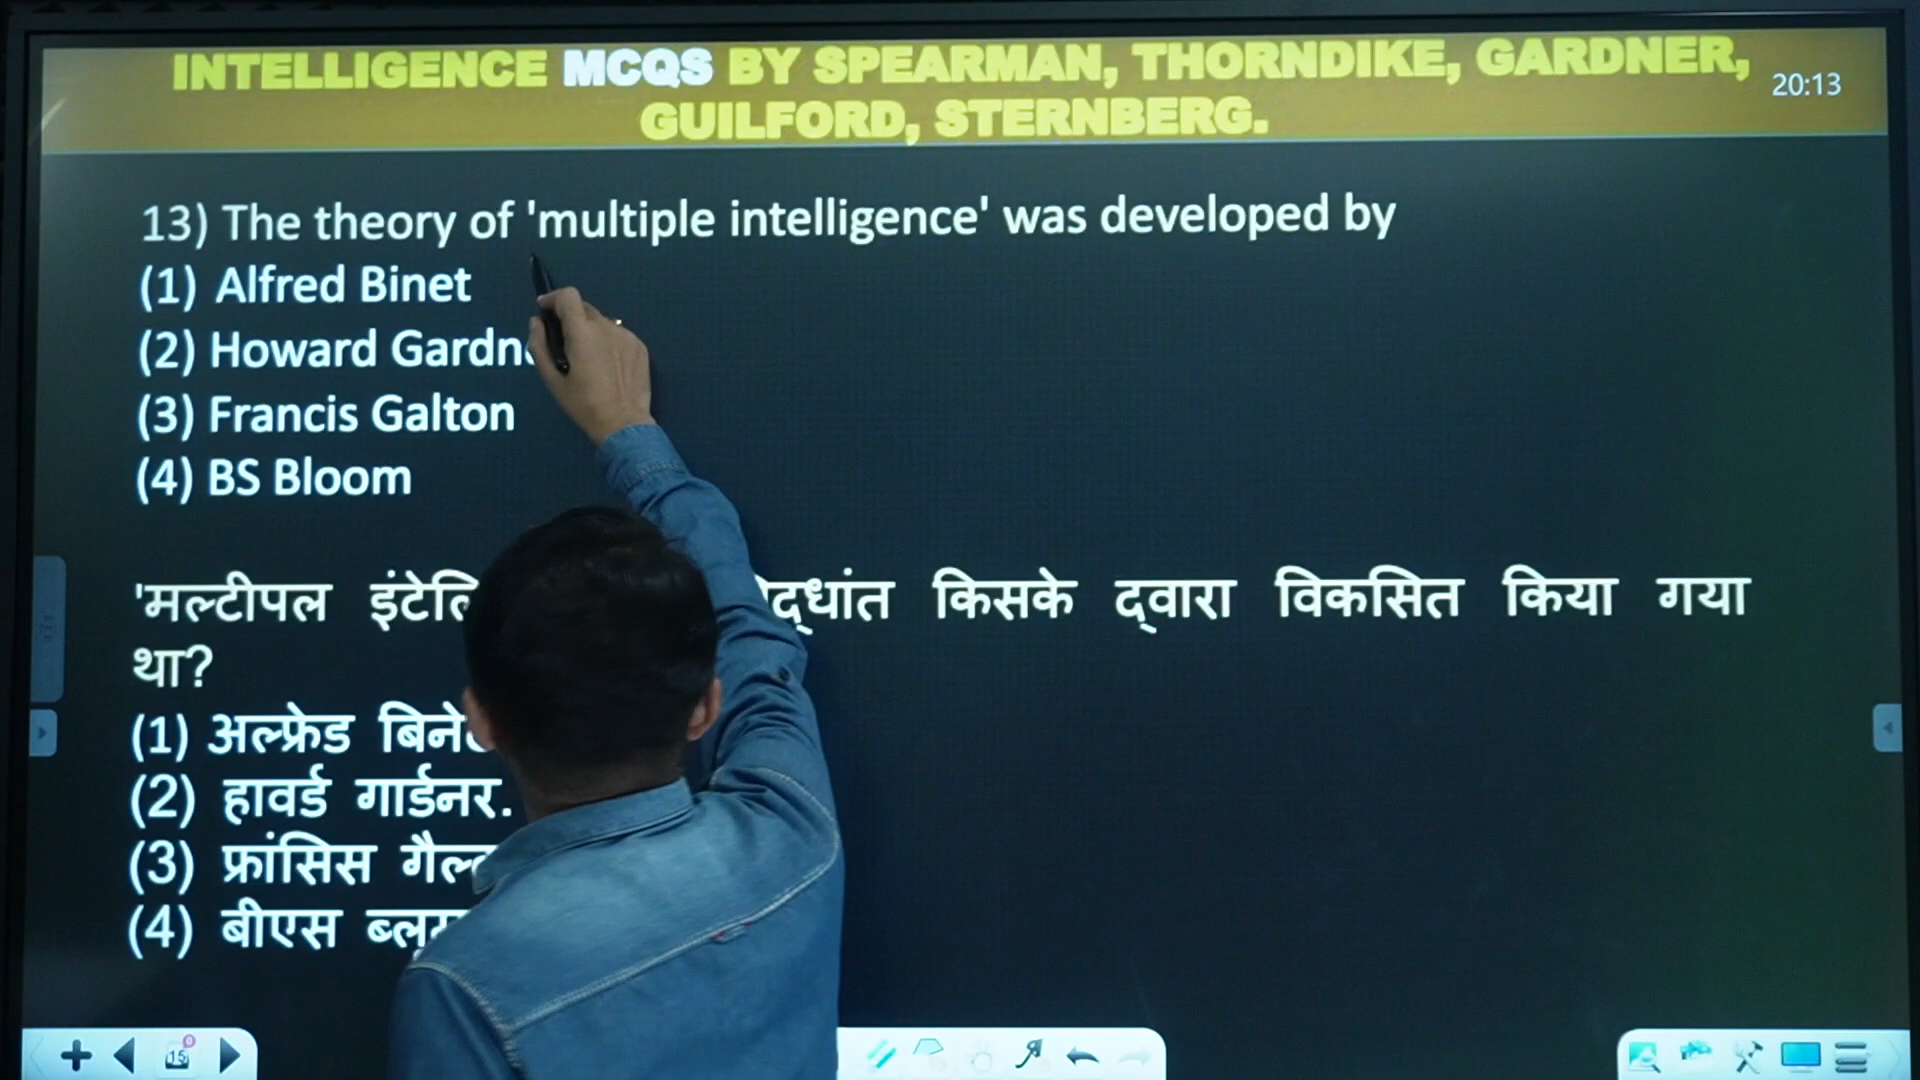 INTELLIGENCE MCQS BY SPEARMAN, THORNDIKE, GARDNER,
GUILFORD, STERNBERG.
20:13
13) The theory of 'multiple intelligence' was developed by
(1) Alfred Binet
(2) Howard
(3) Francis Galton
(4) BS Bloom
'मल्टीपल किसके द्वारा विकसित किया गया
था?
(1) अल्फ्रेड
(2) हावर्ड गार्डनर.
(3) फ्रांसिस
(4) बीएस
15
0